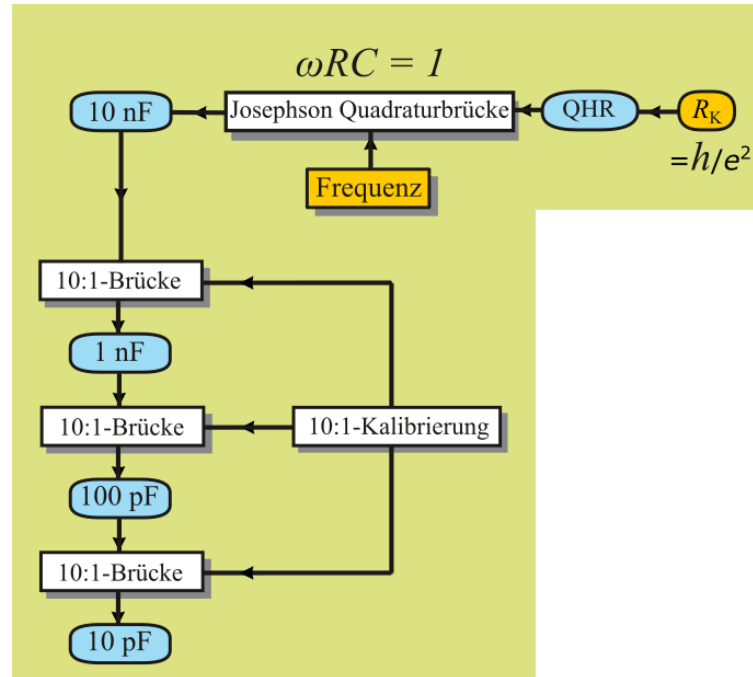 ωRC = 1
10 nF
Josephson Quadraturbrücke
QHR
R_K
=h/e²
Frequenz
10:1-Brücke
1 nF
10:1-Brücke
10:1-Kalibrierung
100 pF
10:1-Brücke
10 pF